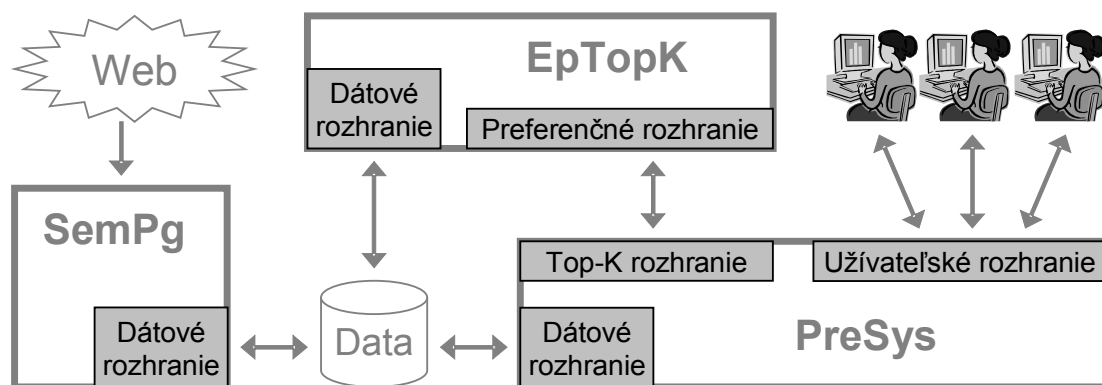 Web
EpTopK
Dátové
rozhranie
Preferenčné rozhranie
SemPg
Dátové
rozhranie
Data
Top-K rozhranie
Užívateľské rozhranie
Dátové
rozhranie
PreSys